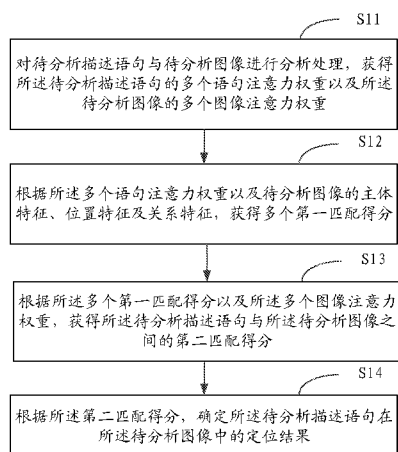 S11
对待分析描述语句与待分析图像进行分析处理，获得
所述待分析描述语句的多个语句注意力权重以及所述
待分析图像的多个图像注意力权重
S12
根据所述多个语句注意力权重以及待分析图像的主体
特征、位置特征及关系特征，获得多个第一匹配得分
S13
根据所述多个第一匹配得分以及所述多个图像注意力
权重，获得所述待分析描述语句与所述待分析图像之
间的第二匹配得分
S14
根据所述第二匹配得分，确定所述待分析描述语句在
所述待分析图像中的定位结果